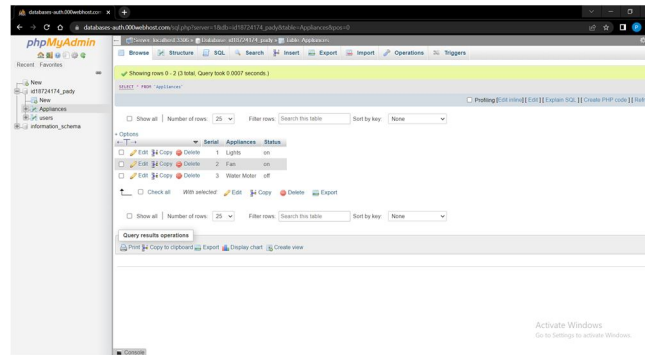 databases-auth.000webhost.com
databases-auth.000webhost.com/sql.php?server=1&db=id18724174_pady&table=Appliances&pos=0
phpMyAdmin
Recent Favorites
New
id18724174_pady
New
Appliances
users
information_schema
Server: localhost:3306 » Database: id18724174_pady » Table: Appliances
Browse Structure SQL Search Insert Export Import Operations Triggers
Showing rows 0 - 2 (3 total, Query took 0.0007 seconds.)
SELECT * FROM `Appliances`
Profiling [Edit inline] [ Edit ] [ Explain SQL ] [ Create PHP code ] [ Ref
Show all Number of rows: 25 Filter rows: Search this table Sort by key: None
+ Options
Serial Appliances Status
Edit Copy Delete 1 Lights on
Edit Copy Delete 2 Fan on
Edit Copy Delete 3 Water Moter off
Check all With selected: Edit Copy Delete Export
Show all Number of rows: 25 Filter rows: Search this table Sort by key: None
Query results operations
Print Copy to clipboard Export Display chart Create view
Activate Windows
Go to Settings to activate Windows.
Console